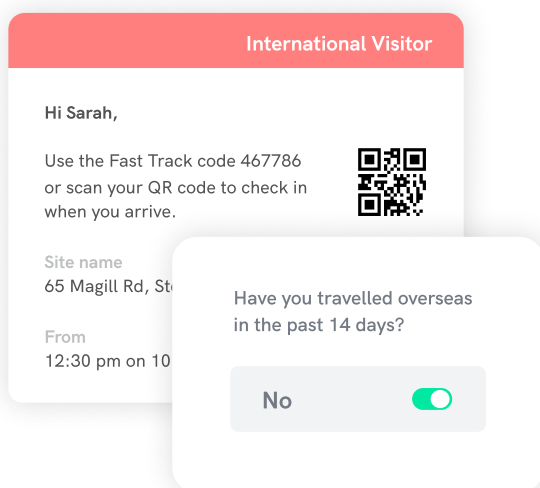 International Visitor
Hi Sarah,
Use the Fast Track code 467786
or scan your QR code to check in
when you arrive.
Site name
65 Magill Rd,
From
12:30 pm on 10
Have you travelled overseas
in the past 14 days?
No